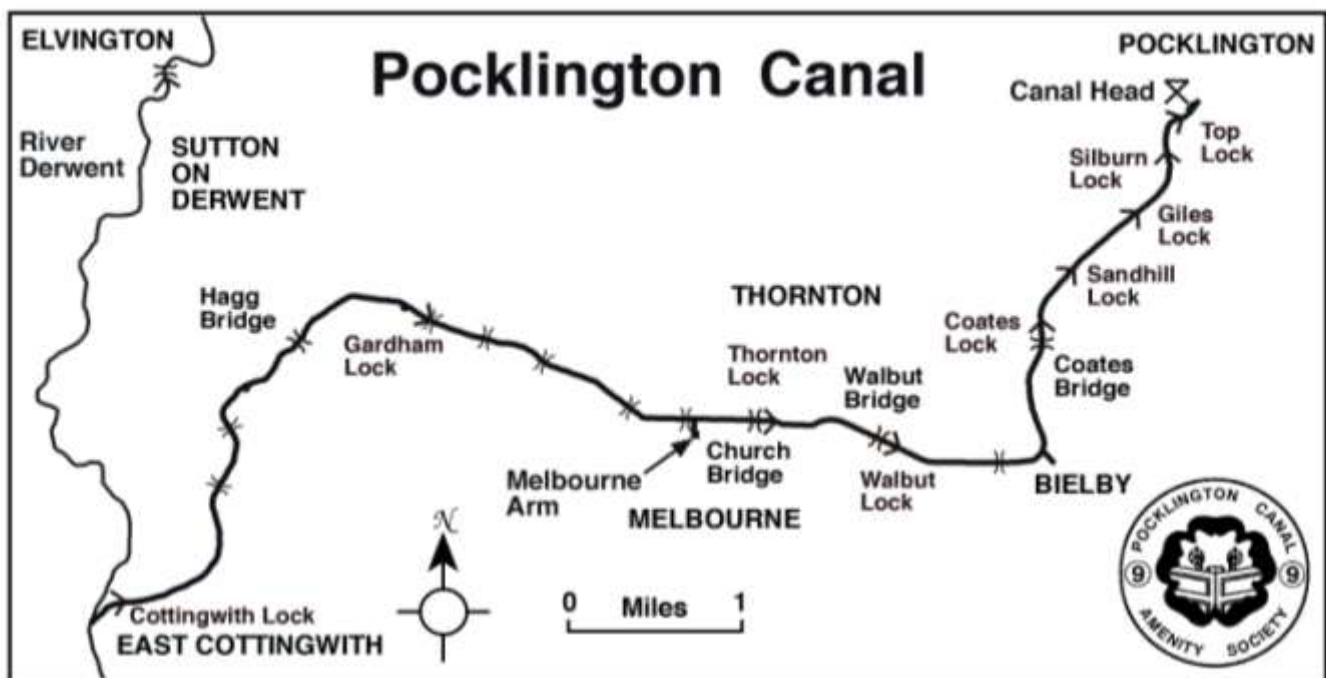 ELVINGTON
Pocklington Canal
POCKLINGTON
Canal Head
River
Derwent
SUTTON
ON
DERWENT
Top
Lock
Silburn
Lock
Giles
Lock
Sandhill
Lock
Hagg
Bridge
THORNTON
Gardham
Lock
Coates
Lock
Thornton
Lock
Walbut
Bridge
Coates
Bridge
Church
Bridge
Melbourne
Arm
Walbut
Lock
BIELBY
MELBOURNE
N
0 Miles 1
Cottingwith Lock
EAST COTTINGWITH
POCKLINGTON CANAL
9 9
AMENITY SOCIETY